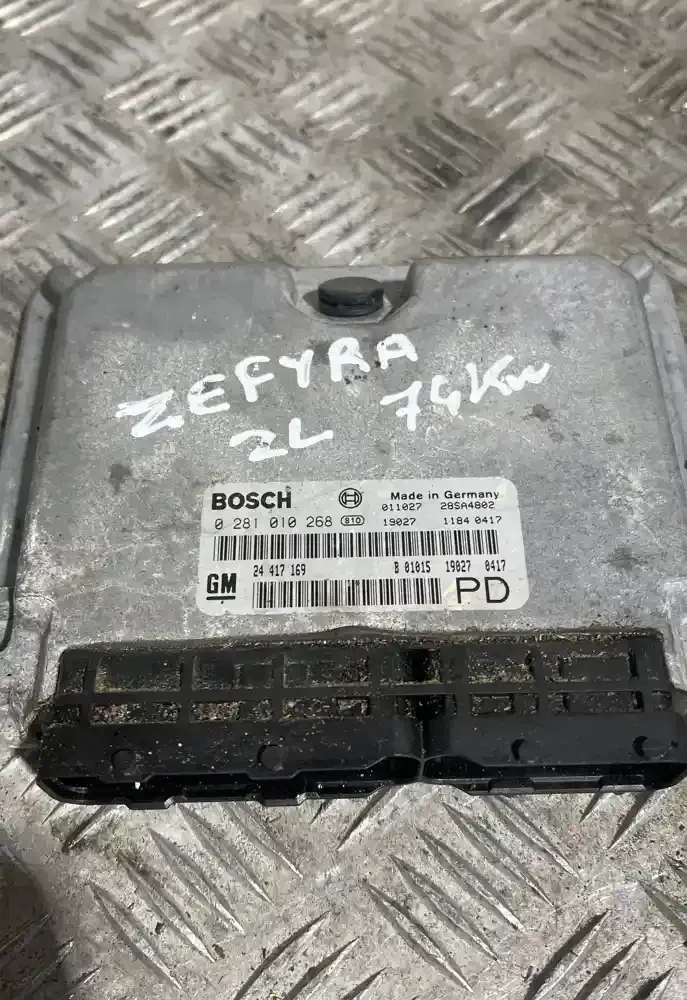 ZEFYRA
2L 74Kw
BOSCH Made in Germany
011027 28SA4802
0 281 010 268 810 19027 1184 0417
24 417 169 B 01015 19027 0417
GM PD